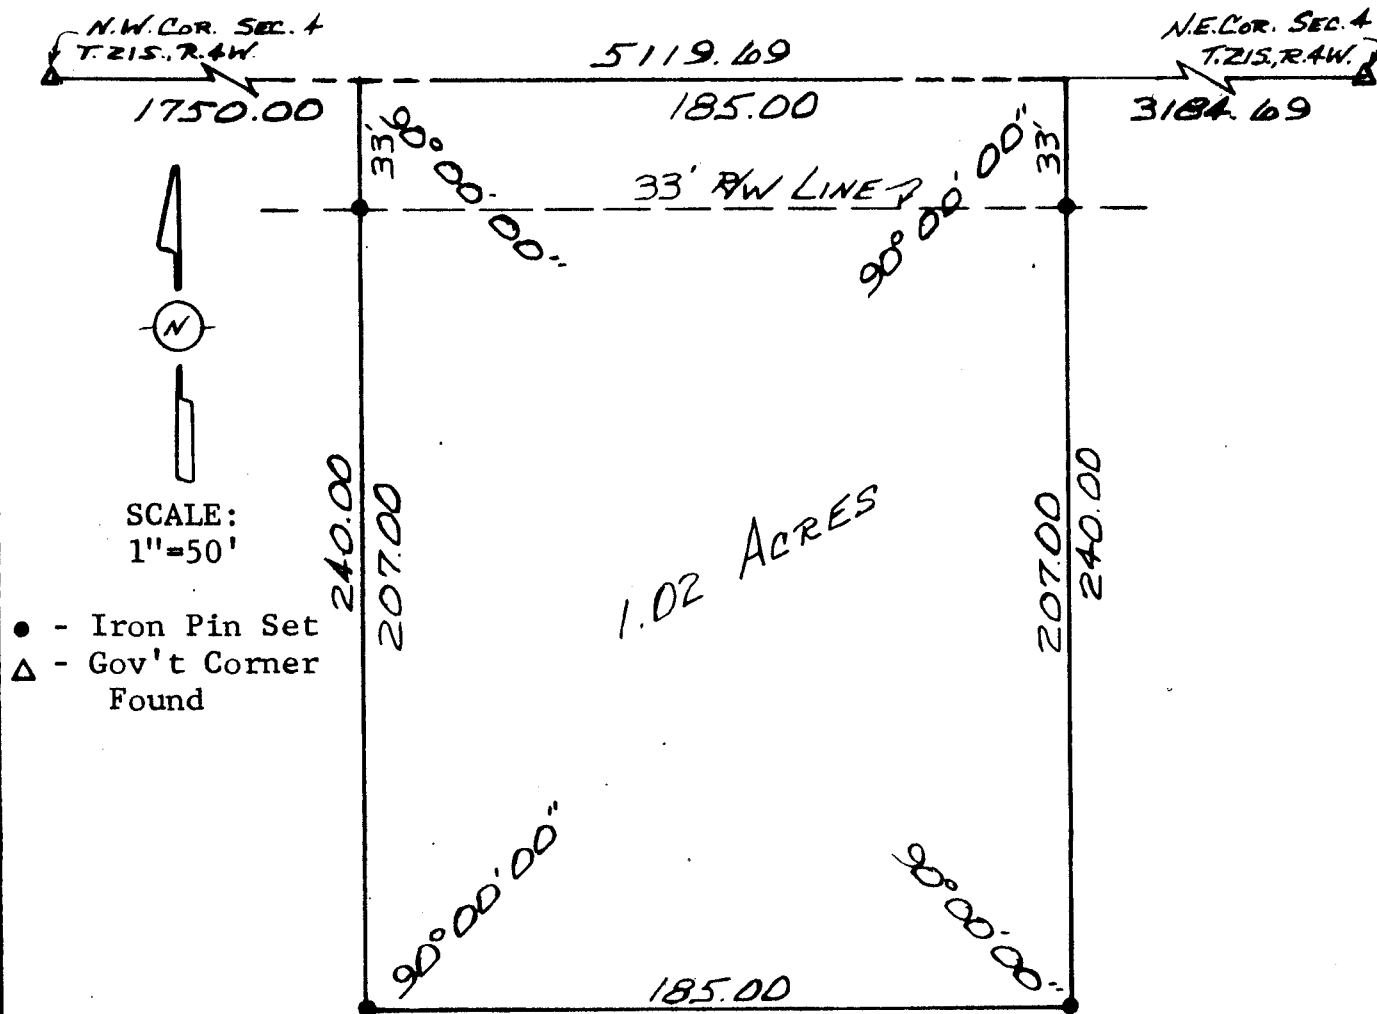 N.W. COR. SEC. 4
T.21S., R.4W.
5119.69
N.E. COR. SEC. 4
T.21S., R.4W.
1750.00
185.00
3184.69
33'
90°00'00"
90°00'00"
33'
33' R/W LINE
N
SCALE:
1"=50'
240.00
207.00
1.02 ACRES
207.00
240.00
● - Iron Pin Set
△ - Gov't Corner
Found
90°00'00"
90°00'00"
185.00